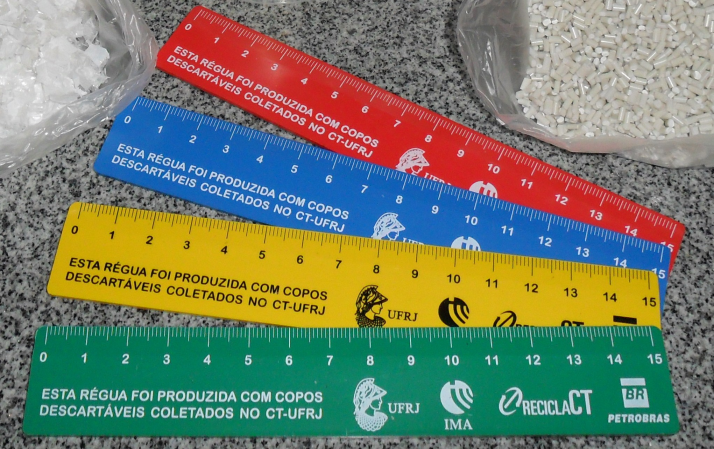 0 1 2 3 4 5 6 7 8 9 10 11 12 13 14 15
ESTA RÉGUA FOI PRODUZIDA COM COPOS
DESCARTÁVEIS COLETADOS NO CT-UFRJ
UFRJ
0 1 2 3 4 5 6 7 8 9 10 11 12 13 14 15
ESTA RÉGUA FOI PRODUZIDA COM COPOS
DESCARTÁVEIS COLETADOS NO CT-UFRJ
UFRJ
0 1 2 3 4 5 6 7 8 9 10 11 12 13 14 15
ESTA RÉGUA FOI PRODUZIDA COM COPOS
DESCARTÁVEIS COLETADOS NO CT-UFRJ
UFRJ
RECICLACT
0 1 2 3 4 5 6 7 8 9 10 11 12 13 14 15
ESTA RÉGUA FOI PRODUZIDA COM COPOS
DESCARTÁVEIS COLETADOS NO CT-UFRJ
UFRJ
IMA
RECICLACT
BR
PETROBRAS